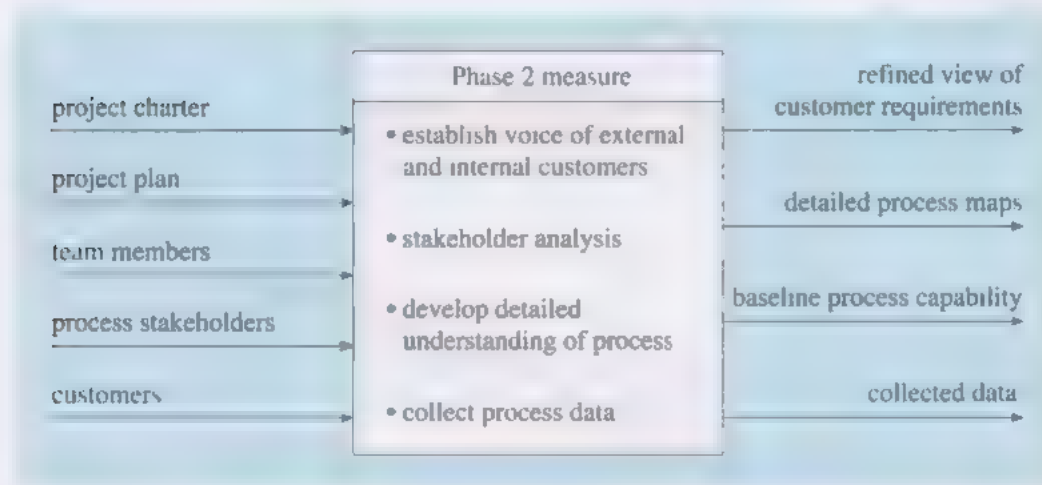 project charter
project plan
team members
process stakeholders
customers
Phase 2 measure
• establish voice of external
and internal customers
• stakeholder analysis
• develop detailed
understanding of process
• collect process data
refined view of
customer requirements
detailed process maps
baseline process capability
collected data